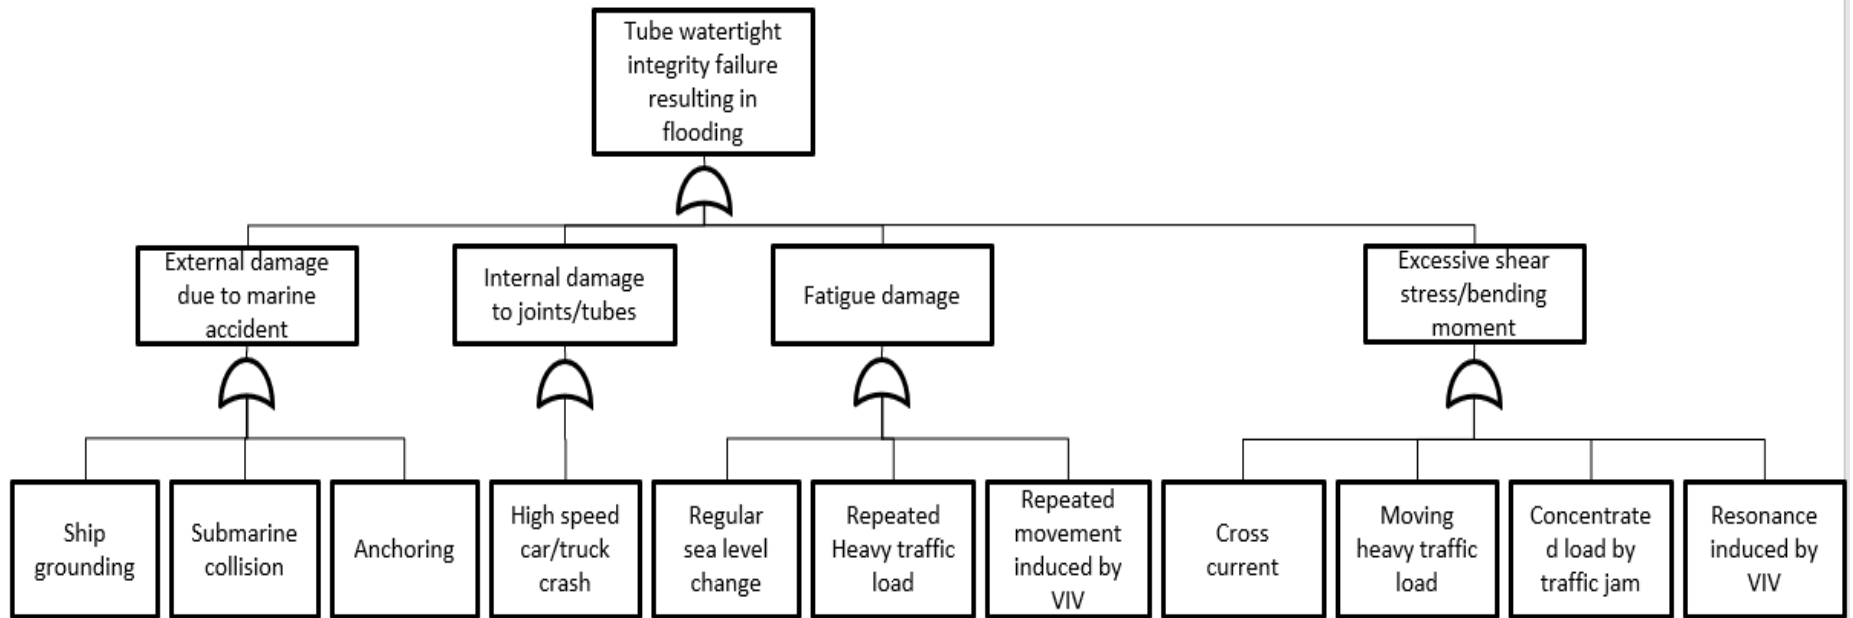 Tube watertight
integrity failure
resulting in
flooding
External damage
due to marine
accident
Internal damage
to joints/tubes
Fatigue damage
Excessive shear
stress/bending
moment
Ship
grounding
Submarine
collision
Anchoring
High speed
car/truck
crash
Regular
sea level
change
Repeated
Heavy traffic
load
Repeated
movement
induced by
VIV
Cross
current
Moving
heavy traffic
load
Concentrate
d load by
traffic jam
Resonance
induced by
VIV